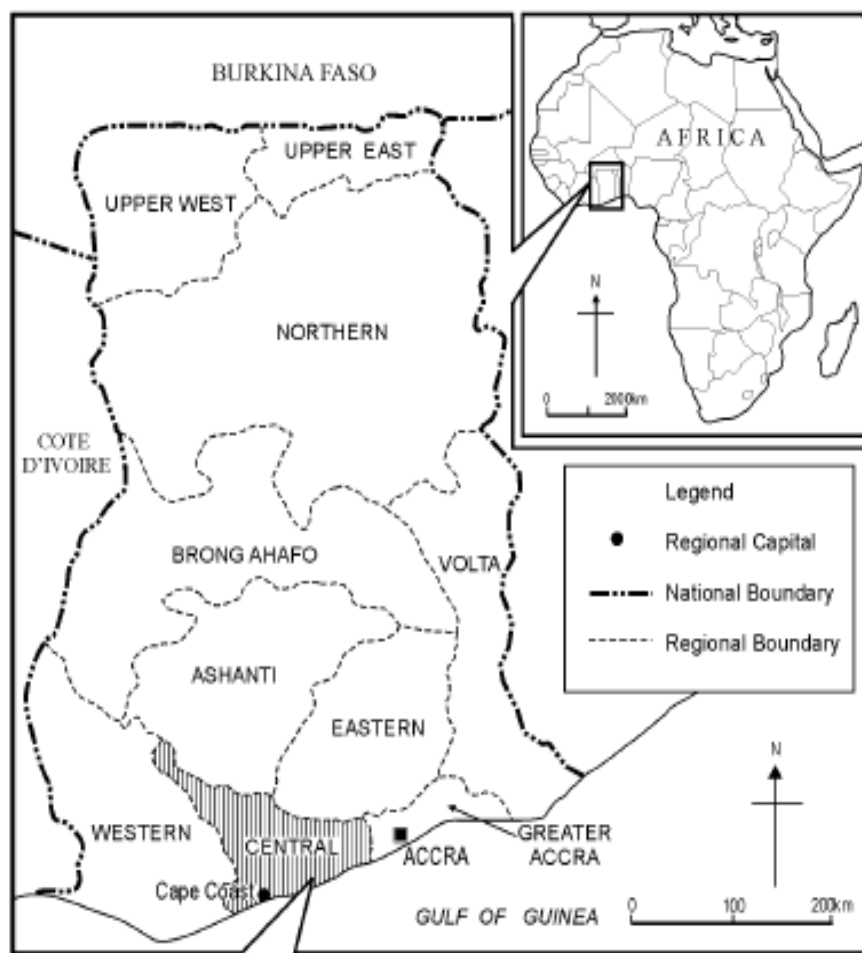 BURKINA FASO
UPPER EAST
UPPER WEST
NORTHERN
COTE
D'IVOIRE
BRONG AHAFO
VOLTA
ASHANTI
EASTERN
WESTERN
CENTRAL
ACCRA
GREATER
ACCRA
Cape Coast
GULF OF GUINEA
AFRICA
N
0 2000km
Legend
Regional Capital
National Boundary
Regional Boundary
N
0 100 200km